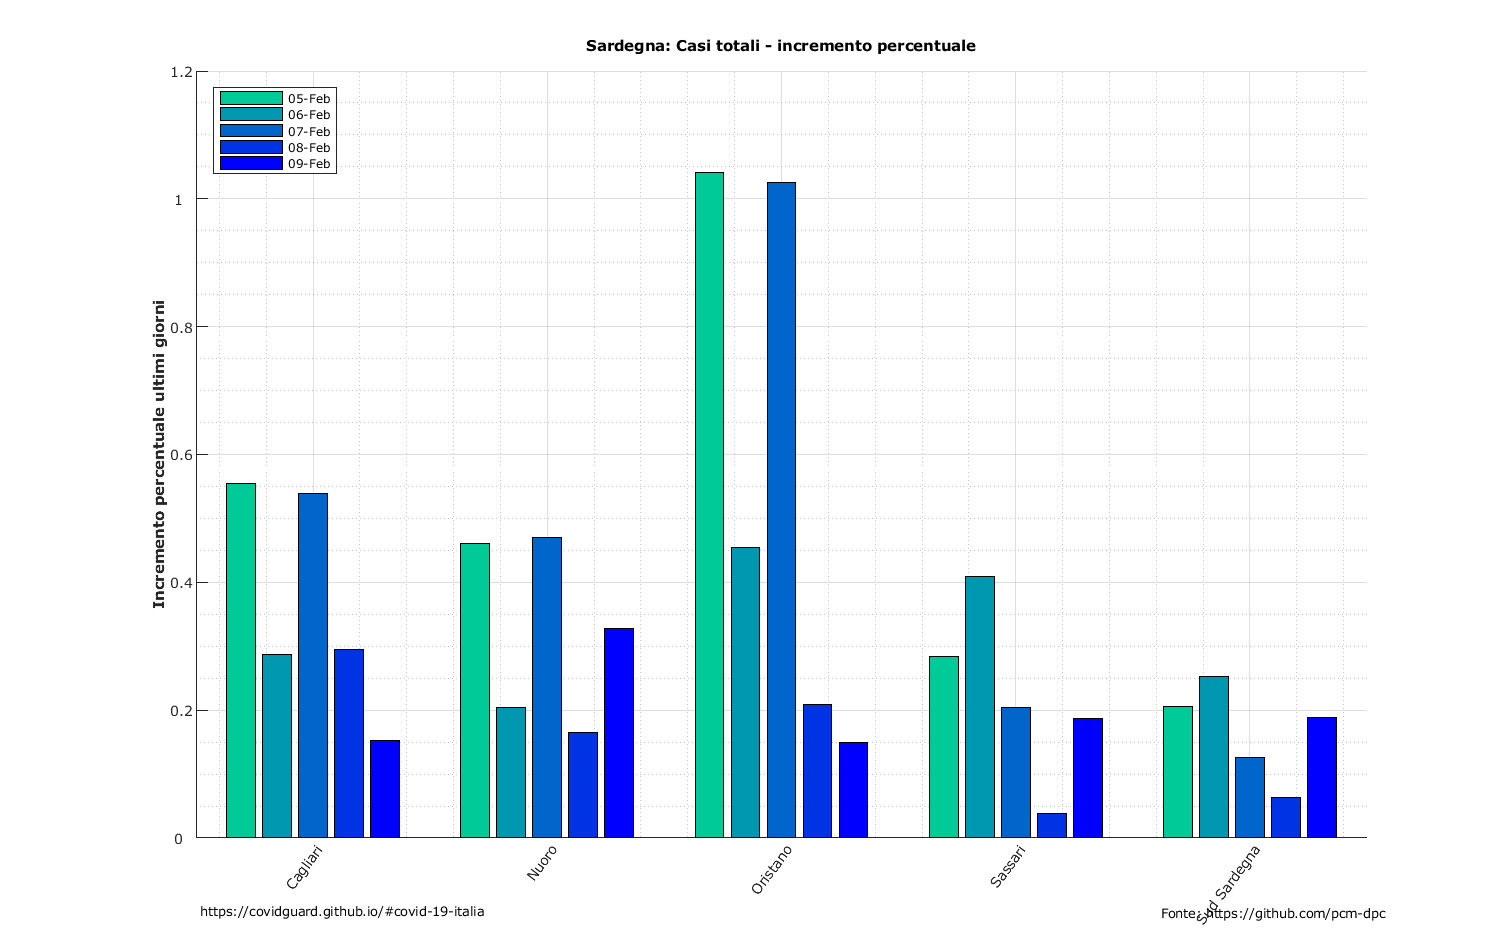 Sardegna: Casi totali - incremento percentuale
1.2
1
0.8
0.6
0.4
0.2
0
Incremento percentuale ultimi giorni
05-Feb
06-Feb
07-Feb
08-Feb
09-Feb
Cagliari
Nuoro
Oristano
Sassari
Sud Sardegna
https://covidguard.github.io/#covid-19-italia
Fonte: https://github.com/pcm-dpc